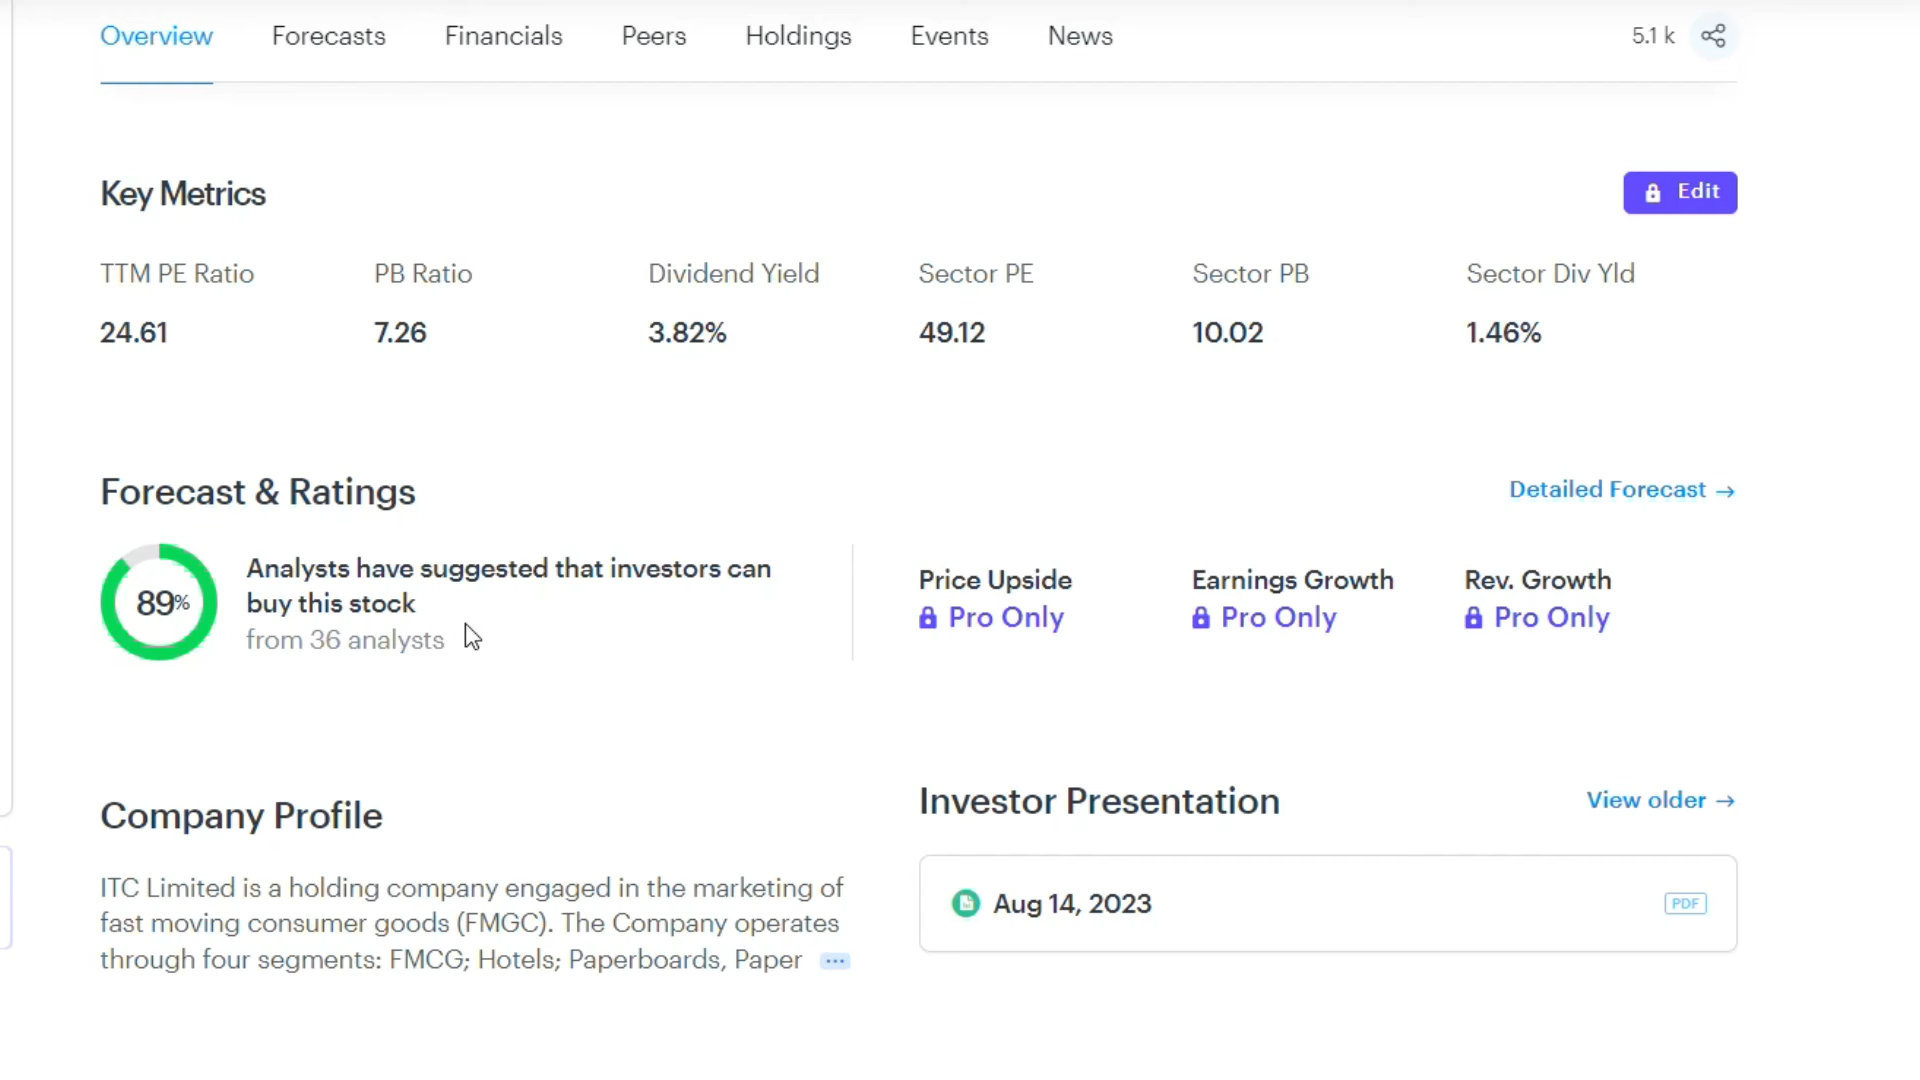 Overview Forecasts Financials Peers Holdings Events News 5.1 k
Key Metrics Edit
TTM PE Ratio PB Ratio Dividend Yield Sector PE Sector PB Sector Div Yld
24.61 7.26 3.82% 49.12 10.02 1.46%
Forecast & Ratings Detailed Forecast →
89%
Analysts have suggested that investors can
buy this stock
from 36 analysts
Price Upside Earnings Growth Rev. Growth
Pro Only Pro Only Pro Only
Company Profile
ITC Limited is a holding company engaged in the marketing of
fast moving consumer goods (FMGC). The Company operates
through four segments: FMCG; Hotels; Paperboards, Paper ...
Investor Presentation View older →
Aug 14, 2023 PDF